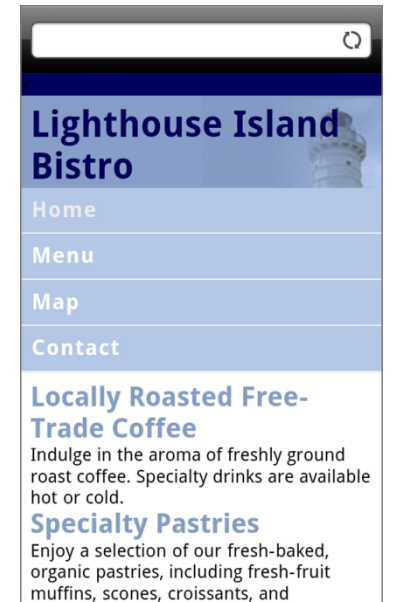 Lighthouse Island
Bistro
Home
Menu
Map
Contact
Locally Roasted Free-
Trade Coffee
Indulge in the aroma of freshly ground
roast coffee. Specialty drinks are available
hot or cold.
Specialty Pastries
Enjoy a selection of our fresh-baked,
organic pastries, including fresh-fruit
muffins, scones, croissants, and